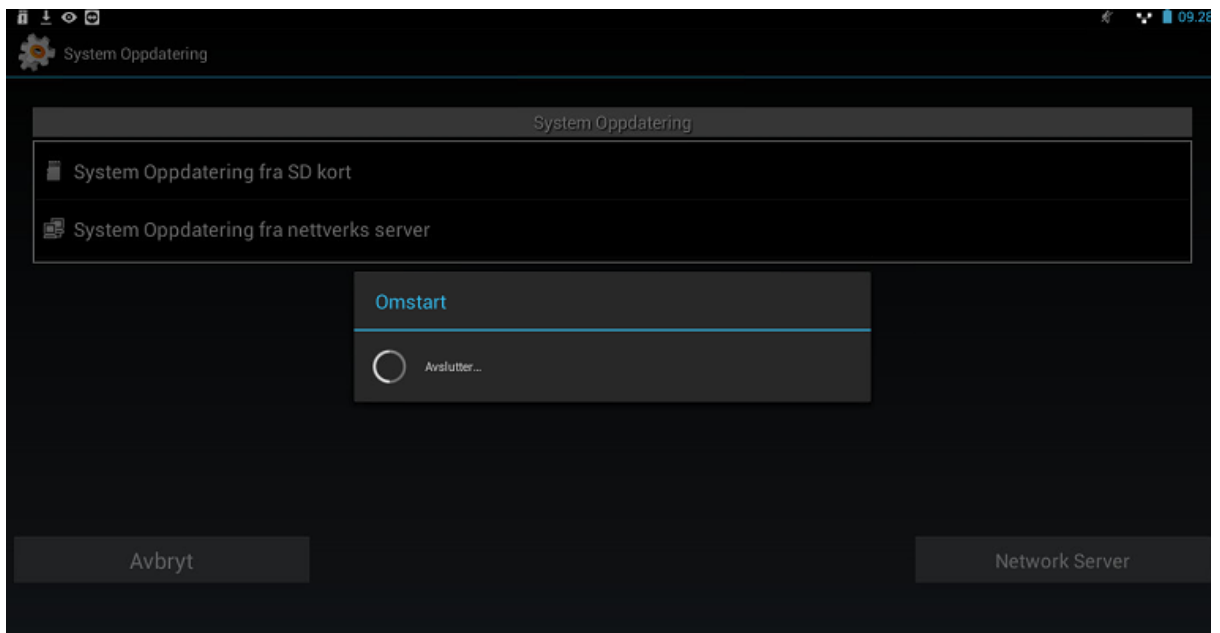 09.28
System Oppdatering
System Oppdatering
System Oppdatering fra SD kort
System Oppdatering fra nettverks server
Omstart
Avslutter...
Avbryt
Network Server